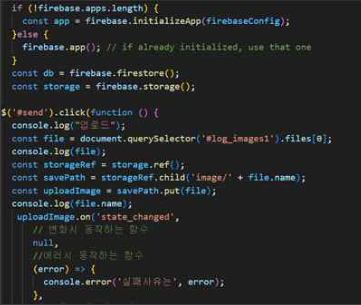 if (!firebase.apps.length) {
const app = firebase.initializeApp(firebaseConfig);
}else {
firebase.app(); // if already initialized, use that one
}
const db = firebase.firestore();
const storage = firebase.storage();
$('#send').click(function () {
console.log("업로드");
const file = document.querySelector('#log_images1').files[0];
console.log(file);
const storageRef = storage.ref();
const savePath = storageRef.child('image/' + file.name);
const uploadImage = savePath.put(file);
console.log(file.name);
uploadImage.on('state_changed',
// 변화시 동작하는 함수
null,
//에러시 동작하는 함수
(error) => {
console.error('실패사유는', error);
},